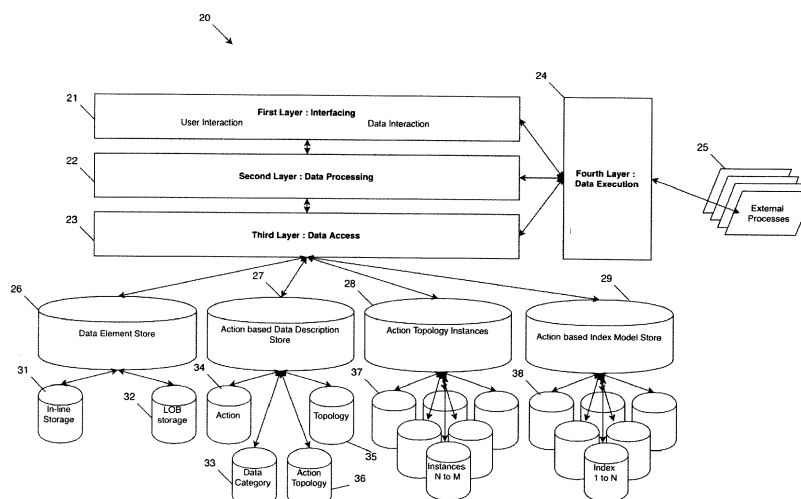 20
21
First Layer : Interfacing
User Interaction Data Interaction
24
22
Second Layer : Data Processing
Fourth Layer :
Data Execution
25
External
Processes
23
Third Layer : Data Access
26
Data Element Store
27
Action based Data Description
Store
28
Action Topology Instances
29
Action based Index Model Store
31
In-line
Storage
32
LOB
storage
34
Action
Topology
35
33
Data
Category
Action
Topology
36
37
Instances
N to M
38
Index
1 to N